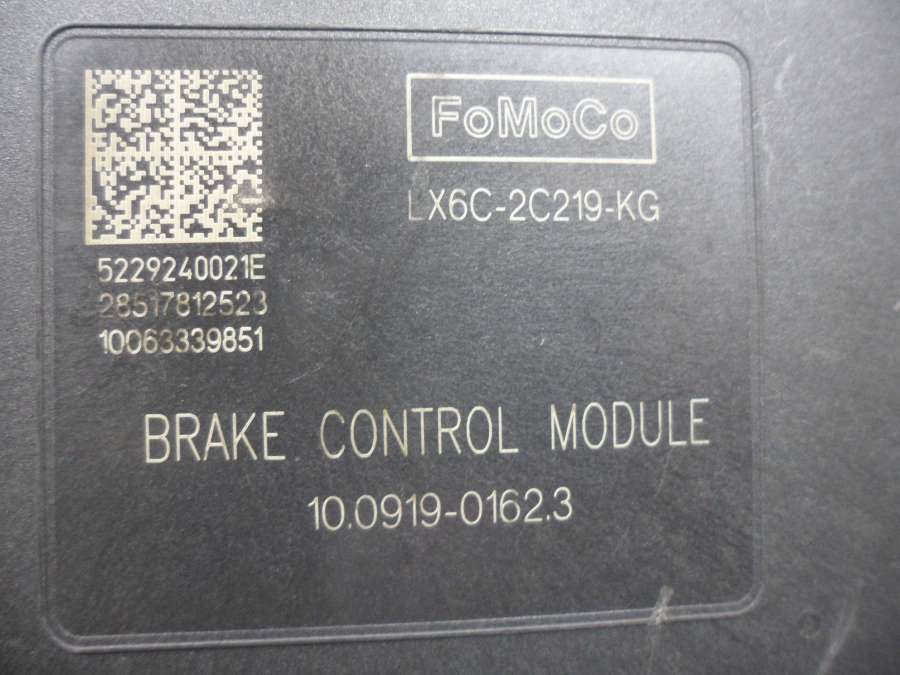 FoMoCo
LX6C-2C219-KG
5229240021E
28517812523
10063339851
BRAKE CONTROL MODULE
10.0919-0162.3